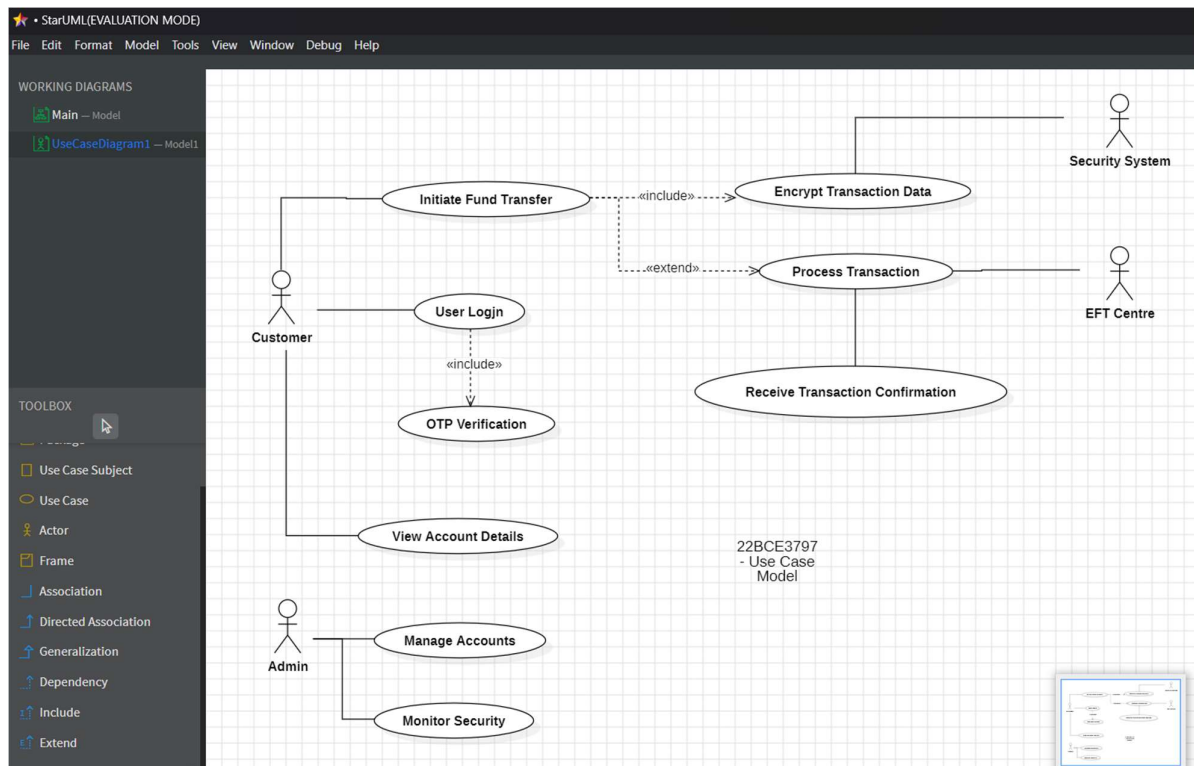 • StarUML(EVALUATION MODE)
File Edit Format Model Tools View Window Debug Help
WORKING DIAGRAMS
Main — Model
UseCaseDiagram1 — Model1
TOOLBOX
Package
Use Case Subject
Use Case
Actor
Frame
Association
Directed Association
Generalization
Dependency
Include
Extend
Security System
Initiate Fund Transfer
«include»
Encrypt Transaction Data
«extend»
Process Transaction
EFT Centre
Customer
User Logjn
«include»
Receive Transaction Confirmation
OTP Verification
View Account Details
22BCE3797
- Use Case
Model
Admin
Manage Accounts
Monitor Security